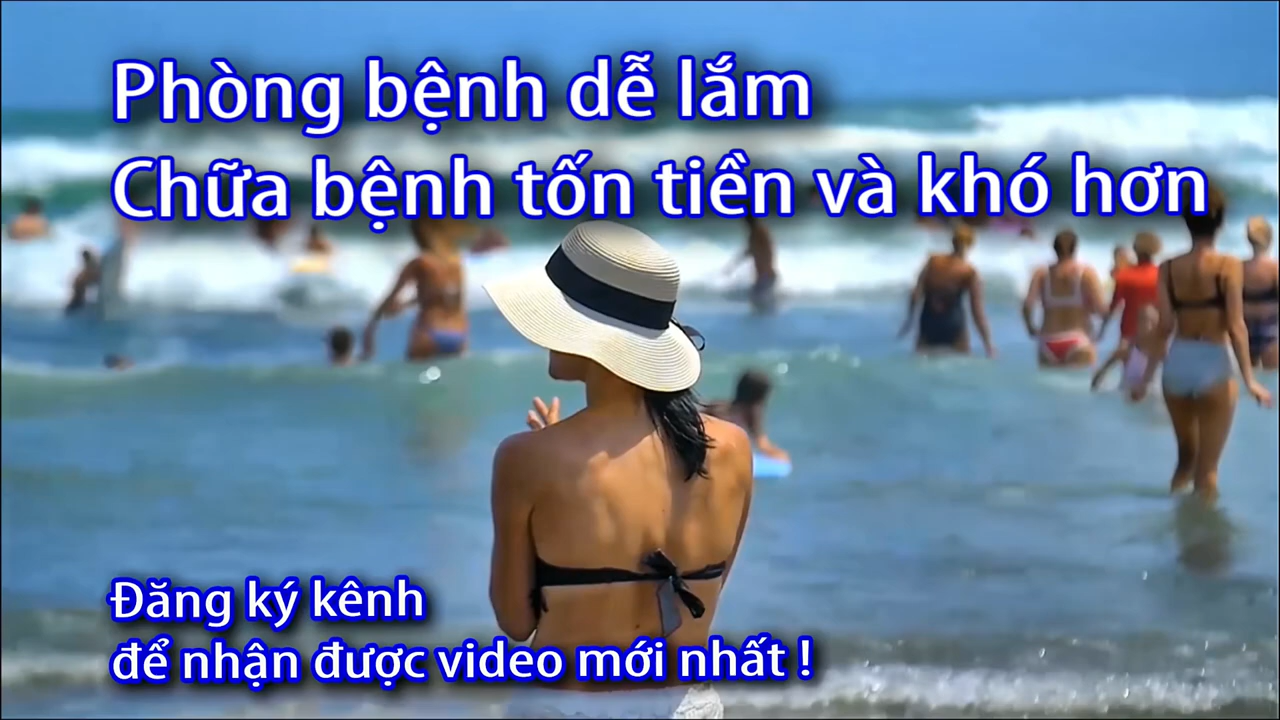 Phòng bệnh dễ lắm
Chữa bệnh tốn tiền và khó hơn
Đăng ký kênh
để nhận được video mới nhất !